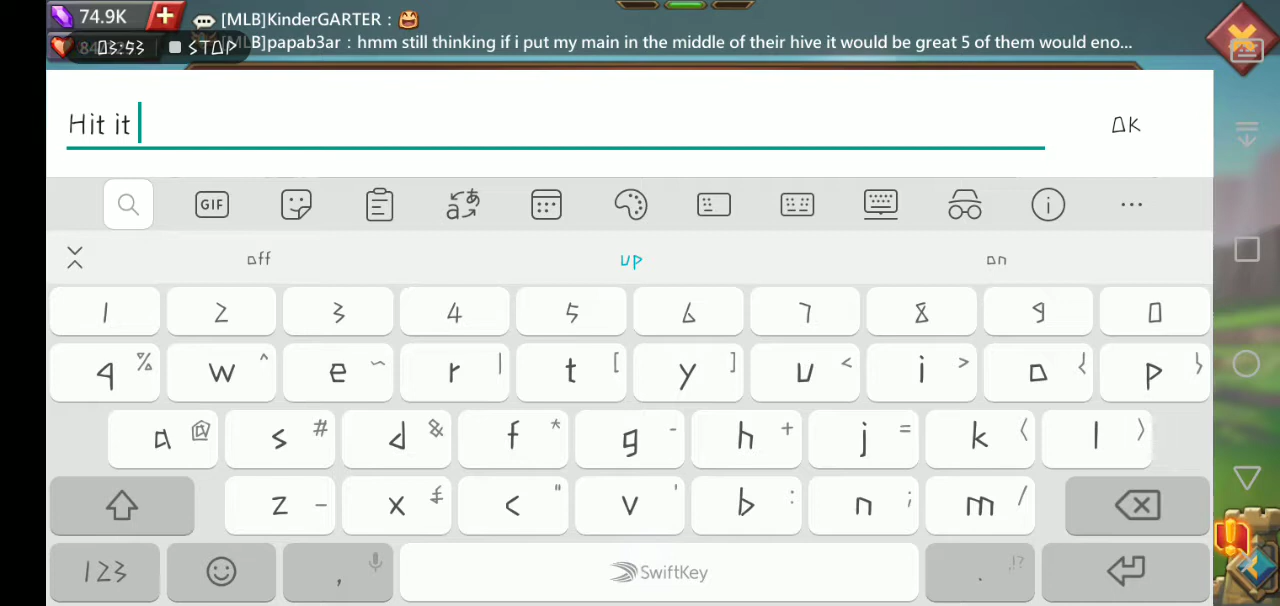 74.9K
[MLB]KinderGARTER :
03:53 STOP
]papab3ar : hmm still thinking if i put my main in the middle of their hive it would be great 5 of them would eno...
Hit it
OK
GIF
off up on
1 2 3 4 5 6 7 8 9 0
q % w ^ e ~ r | t [ y ] u < i > o { p }
a @ s # d & f * g - h + j = k ( l )
z _ x £ c " v ' b : n ; m /
123 , SwiftKey . ,!?